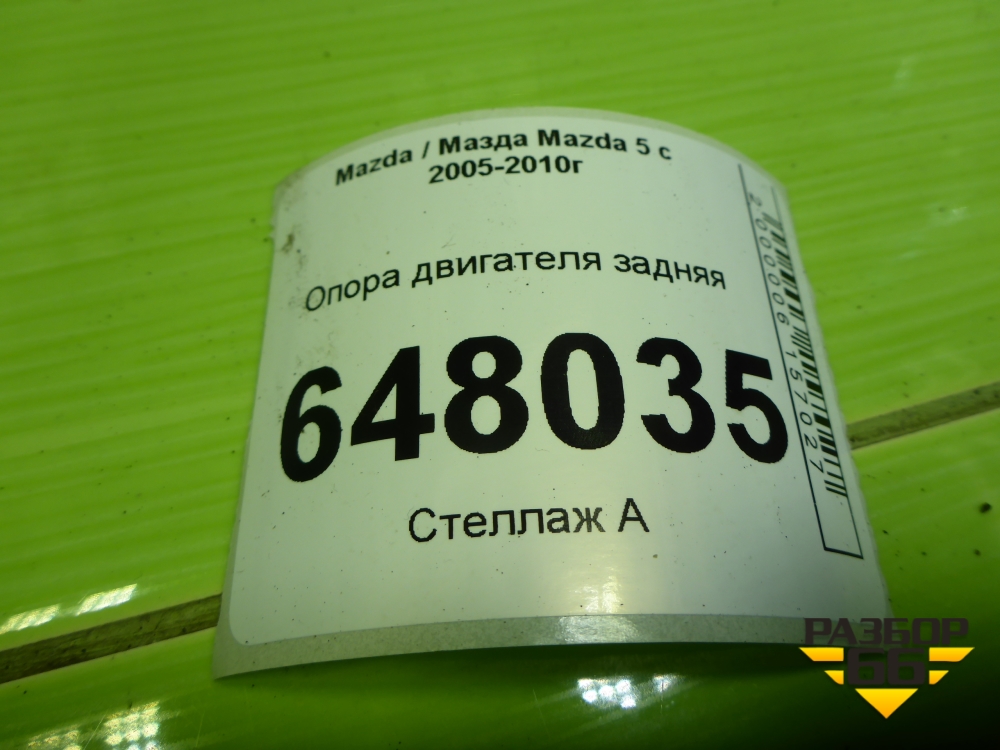 Mazda / Мазда Mazda 5 с
2005-2010г
Опора двигателя задняя
648035
Стеллаж А
2000006157027
РАЗБОР
66